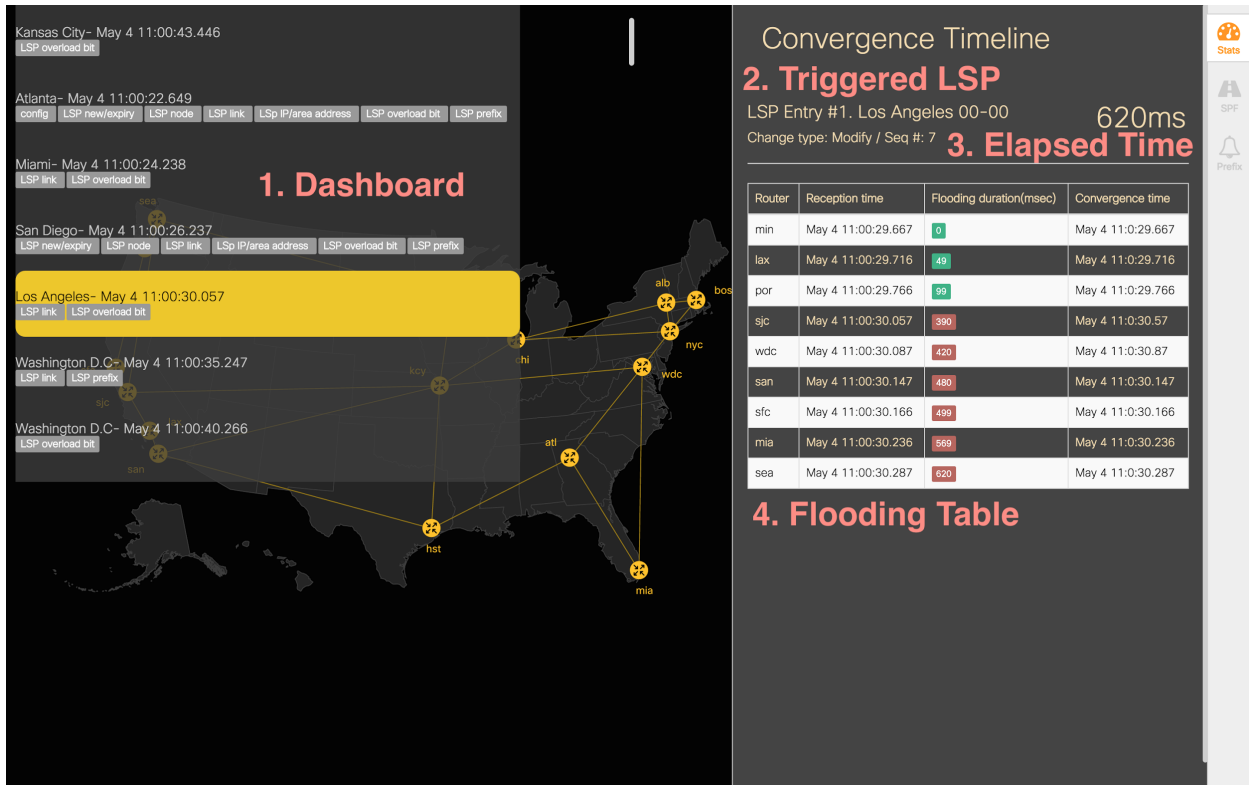 Kansas City- May 4 11:00:43.446
LSP overload bit
Atlanta- May 4 11:00:22.649
config LSP new/expiry LSP node LSP link LSp IP/area address LSP overload bit LSP prefix
Miami- May 4 11:00:24.238
LSP link LSP overload bit
1. Dashboard
sea
San Diego- May 4 11:00:26.237
LSP new/expiry LSP node LSP link LSp IP/area address LSP overload bit LSP prefix
Los Angeles- May 4 11:00:30.057
LSP link LSP overload bit
Washington D.C- May 4 11:00:35.247
LSP link LSP prefix
Washington D.C- May 4 11:00:40.266
LSP overload bit
alb
bos
nyc
chi
wdc
kcy
sjc
atl
san
hst
mia
Convergence Timeline
2. Triggered LSP
LSP Entry #1. Los Angeles 00-00
620ms
Change type: Modify / Seq #: 7
3. Elapsed Time
Router Reception time Flooding duration(msec) Convergence time
min May 4 11:00:29.667 0 May 4 11:0:29.667
lax May 4 11:00:29.716 49 May 4 11:0:29.716
por May 4 11:00:29.766 99 May 4 11:0:29.766
sjc May 4 11:00:30.057 390 May 4 11:0:30.57
wdc May 4 11:00:30.087 420 May 4 11:0:30.87
san May 4 11:00:30.147 480 May 4 11:0:30.147
sfc May 4 11:00:30.166 499 May 4 11:0:30.166
mia May 4 11:00:30.236 569 May 4 11:0:30.236
sea May 4 11:00:30.287 620 May 4 11:0:30.287
4. Flooding Table
Stats
SPF
Prefix